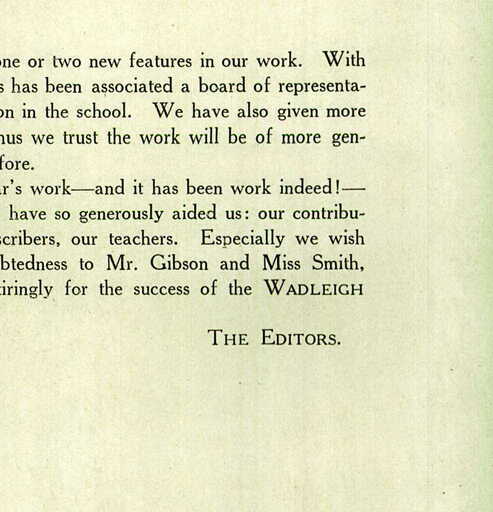 one or two new features in our work. With
s has been associated a board of representa-
on in the school. We have also given more
hus we trust the work will be of more gen-
fore.
ar's work—and it has been work indeed!—
have so generously aided us: our contribu-
scribers, our teachers. Especially we wish
btedness to Mr. Gibson and Miss Smith,
tiringly for the success of the WADLEIGH
THE EDITORS.